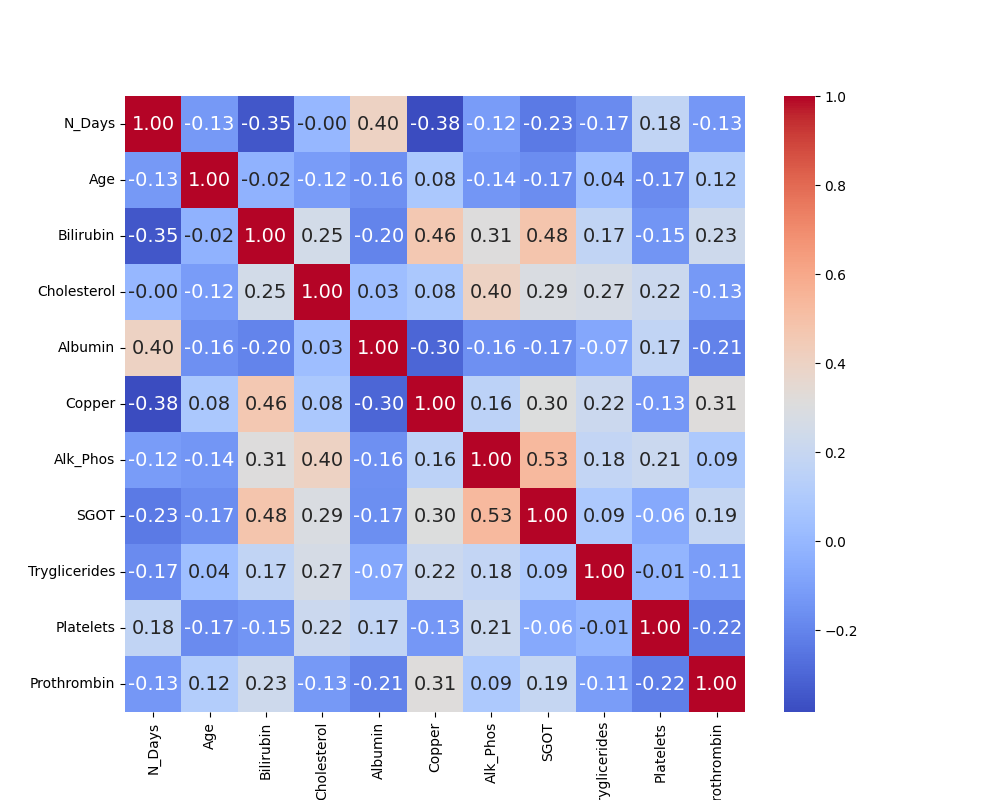 N_Days 1.00 -0.13 -0.35 -0.00 0.40 -0.38 -0.12 -0.23 -0.17 0.18 -0.13
Age -0.13 1.00 -0.02 -0.12 -0.16 0.08 -0.14 -0.17 0.04 -0.17 0.12
Bilirubin -0.35 -0.02 1.00 0.25 -0.20 0.46 0.31 0.48 0.17 -0.15 0.23
Cholesterol -0.00 -0.12 0.25 1.00 0.03 0.08 0.40 0.29 0.27 0.22 -0.13
Albumin 0.40 -0.16 -0.20 0.03 1.00 -0.30 -0.16 -0.17 -0.07 0.17 -0.21
Copper -0.38 0.08 0.46 0.08 -0.30 1.00 0.16 0.30 0.22 -0.13 0.31
Alk_Phos -0.12 -0.14 0.31 0.40 -0.16 0.16 1.00 0.53 0.18 0.21 0.09
SGOT -0.23 -0.17 0.48 0.29 -0.17 0.30 0.53 1.00 0.09 -0.06 0.19
Tryglicerides -0.17 0.04 0.17 0.27 -0.07 0.22 0.18 0.09 1.00 -0.01 -0.11
Platelets 0.18 -0.17 -0.15 0.22 0.17 -0.13 0.21 -0.06 -0.01 1.00 -0.22
Prothrombin -0.13 0.12 0.23 -0.13 -0.21 0.31 0.09 0.19 -0.11 -0.22 1.00
N_Days Age Bilirubin Cholesterol Albumin Copper Alk_Phos SGOT ryglicerides Platelets rothrombin
1.0
0.8
0.6
0.4
0.2
0.0
-0.2